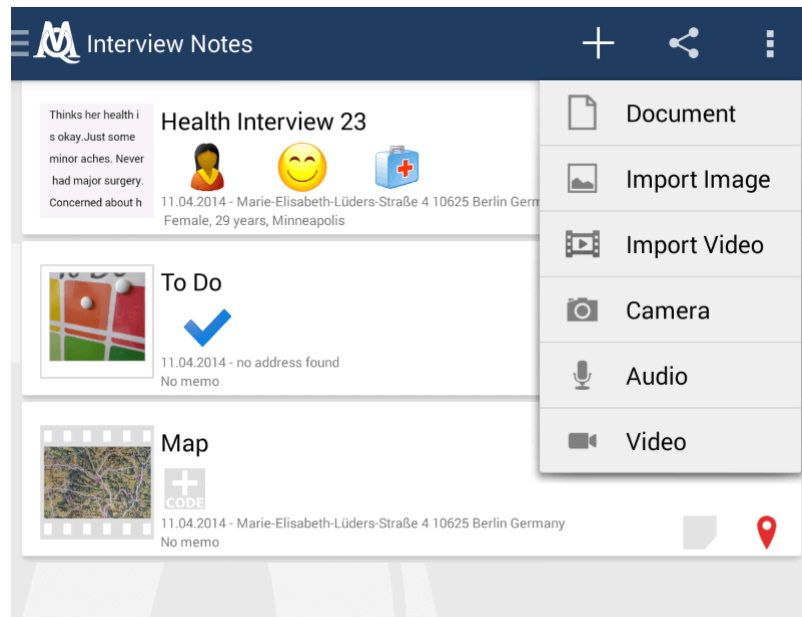 Interview Notes
Thinks her health i
s okay.Just some
minor aches. Never
had major surgery.
Concerned about h
Health Interview 23
11.04.2014 - Marie-Elisabeth-Lüders-Straße 4 10625 Berlin Germ
Female, 29 years, Minneapolis
To Do
11.04.2014 - no address found
No memo
Map
CODE
11.04.2014 - Marie-Elisabeth-Lüders-Straße 4 10625 Berlin Germany
No memo
Document
Import Image
Import Video
Camera
Audio
Video